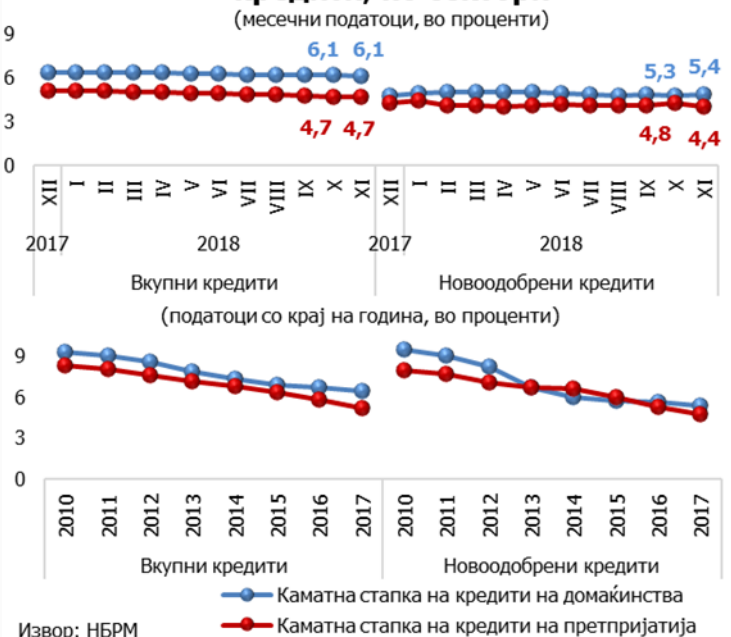 (месечни податоци, во проценти)
9
6
3
0
6,1 6,1
4,7 4,7
5,3 5,4
4,8 4,4
XII I II III IV V VI VII VIII IX X XI XII I II III IV V VI VII VIII IX X XI
2017 2018 2017 2018
Вкупни кредити Новоодобрени кредити
(податоци со крај на година, во проценти)
9
6
3
0
2010 2011 2012 2013 2014 2015 2016 2017 2010 2011 2012 2013 2014 2015 2016 2017
Вкупни кредити Новоодобрени кредити
Каматна стапка на кредити на домаќинства
Каматна стапка на кредити на претпријатија
Извор: НБРМ